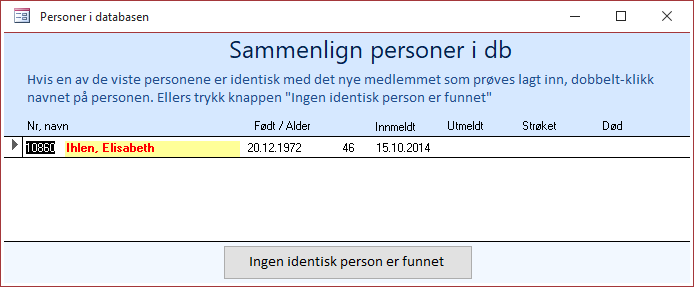 Personer i databasen
Sammenlign personer i db
Hvis en av de viste personene er identisk med det nye medlemmet som prøves lagt inn, dobbelt-klikk
navnet på personen. Ellers trykk knappen "Ingen identisk person er funnet"
Nr, navn Født / Alder Innmeldt Utmeldt Strøket Død
10860 Ihlen, Elisabeth 20.12.1972 46 15.10.2014
Ingen identisk person er funnet